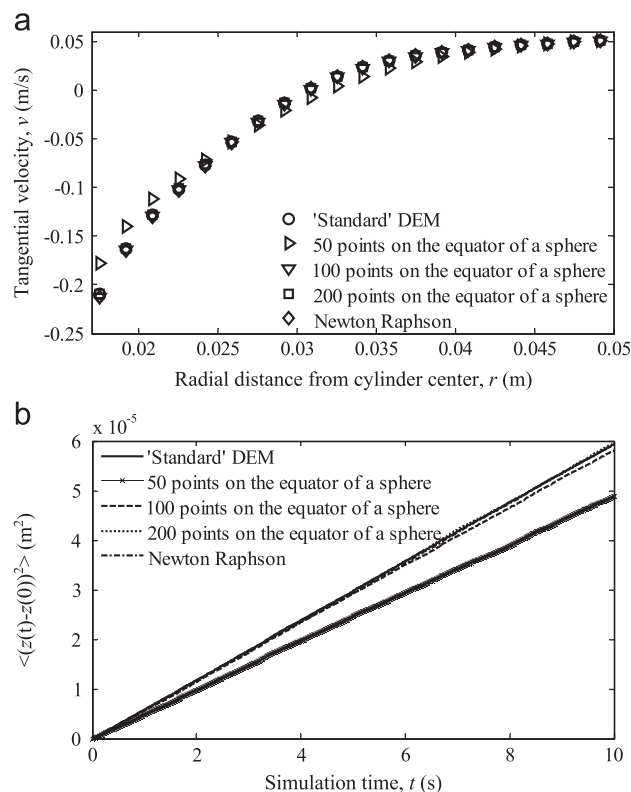 a
0.05
0
-0.05
-0.1
-0.15
-0.2
-0.25
Tangential velocity, v (m/s)
'Standard' DEM
50 points on the equator of a sphere
100 points on the equator of a sphere
200 points on the equator of a sphere
Newton Raphson
0.02 0.025 0.03 0.035 0.04 0.045 0.05
Radial distance from cylinder center, r (m)
b
x 10⁻⁵
6
5
4
3
2
1
0
<(z(t)-z(0))²> (m²)
'Standard' DEM
50 points on the equator of a sphere
100 points on the equator of a sphere
200 points on the equator of a sphere
Newton Raphson
0 2 4 6 8 10
Simulation time, t (s)